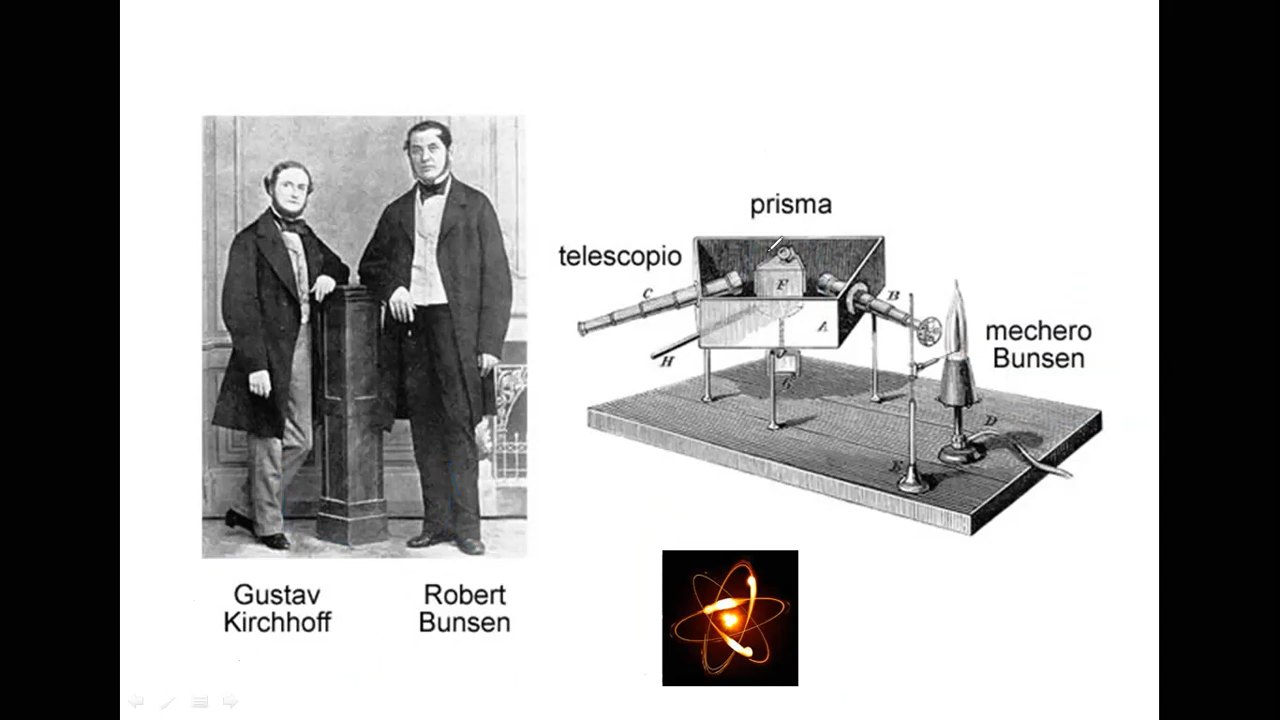 prisma
telescopio
C
F
B
A
mechero
Bunsen
H
G
D
E
Gustav
Kirchhoff
Robert
Bunsen